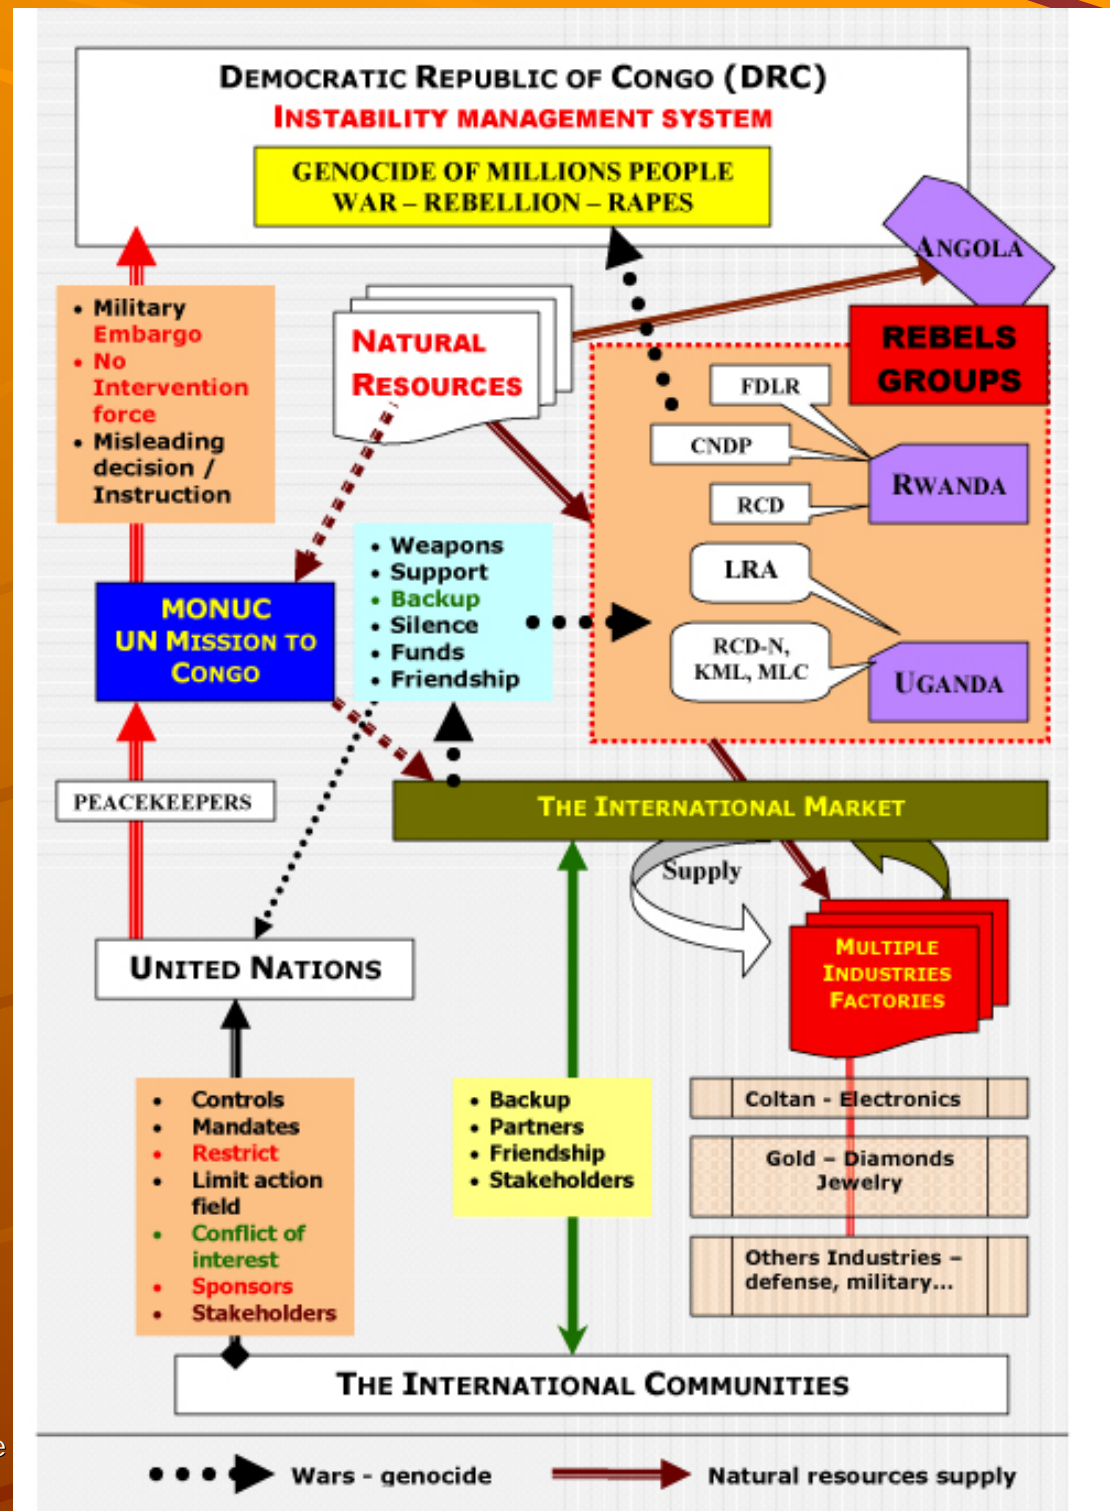 DEMOCRATIC REPUBLIC OF CONGO (DRC)
INSTABILITY MANAGEMENT SYSTEM
GENOCIDE OF MILLIONS PEOPLE
WAR – REBELLION – RAPES
ANGOLA
• Military
Embargo
• No
Intervention
force
• Misleading
decision /
Instruction
NATURAL
RESOURCES
REBELS
GROUPS
FDLR
CNDP
RWANDA
RCD
LRA
RCD-N,
KML, MLC
UGANDA
• Weapons
• Support
• Backup
• Silence
• Funds
• Friendship
MONUC
UN MISSION TO
CONGO
PEACEKEEPERS
THE INTERNATIONAL MARKET
Supply
UNITED NATIONS
MULTIPLE
INDUSTRIES
FACTORIES
• Controls
• Mandates
• Restrict
• Limit action
field
• Conflict of
interest
• Sponsors
• Stakeholders
• Backup
• Partners
• Friendship
• Stakeholders
Coltan - Electronics
Gold – Diamonds
Jewelry
Others Industries –
defense, military...
THE INTERNATIONAL COMMUNITIES
e
Wars - genocide
Natural resources supply